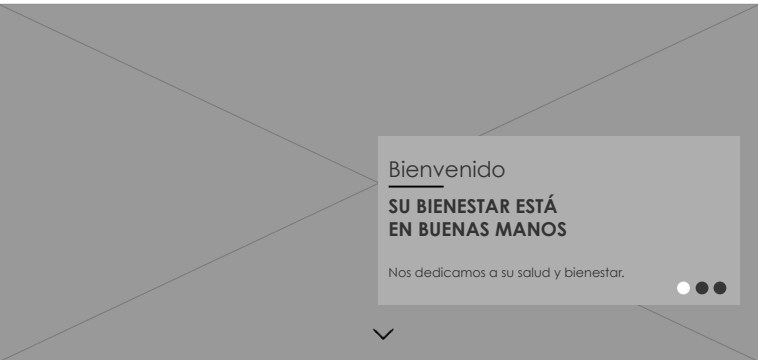 Bienvenido
SU BIENESTAR ESTÁ
EN BUENAS MANOS
Nos dedicamos a su salud y bienestar.